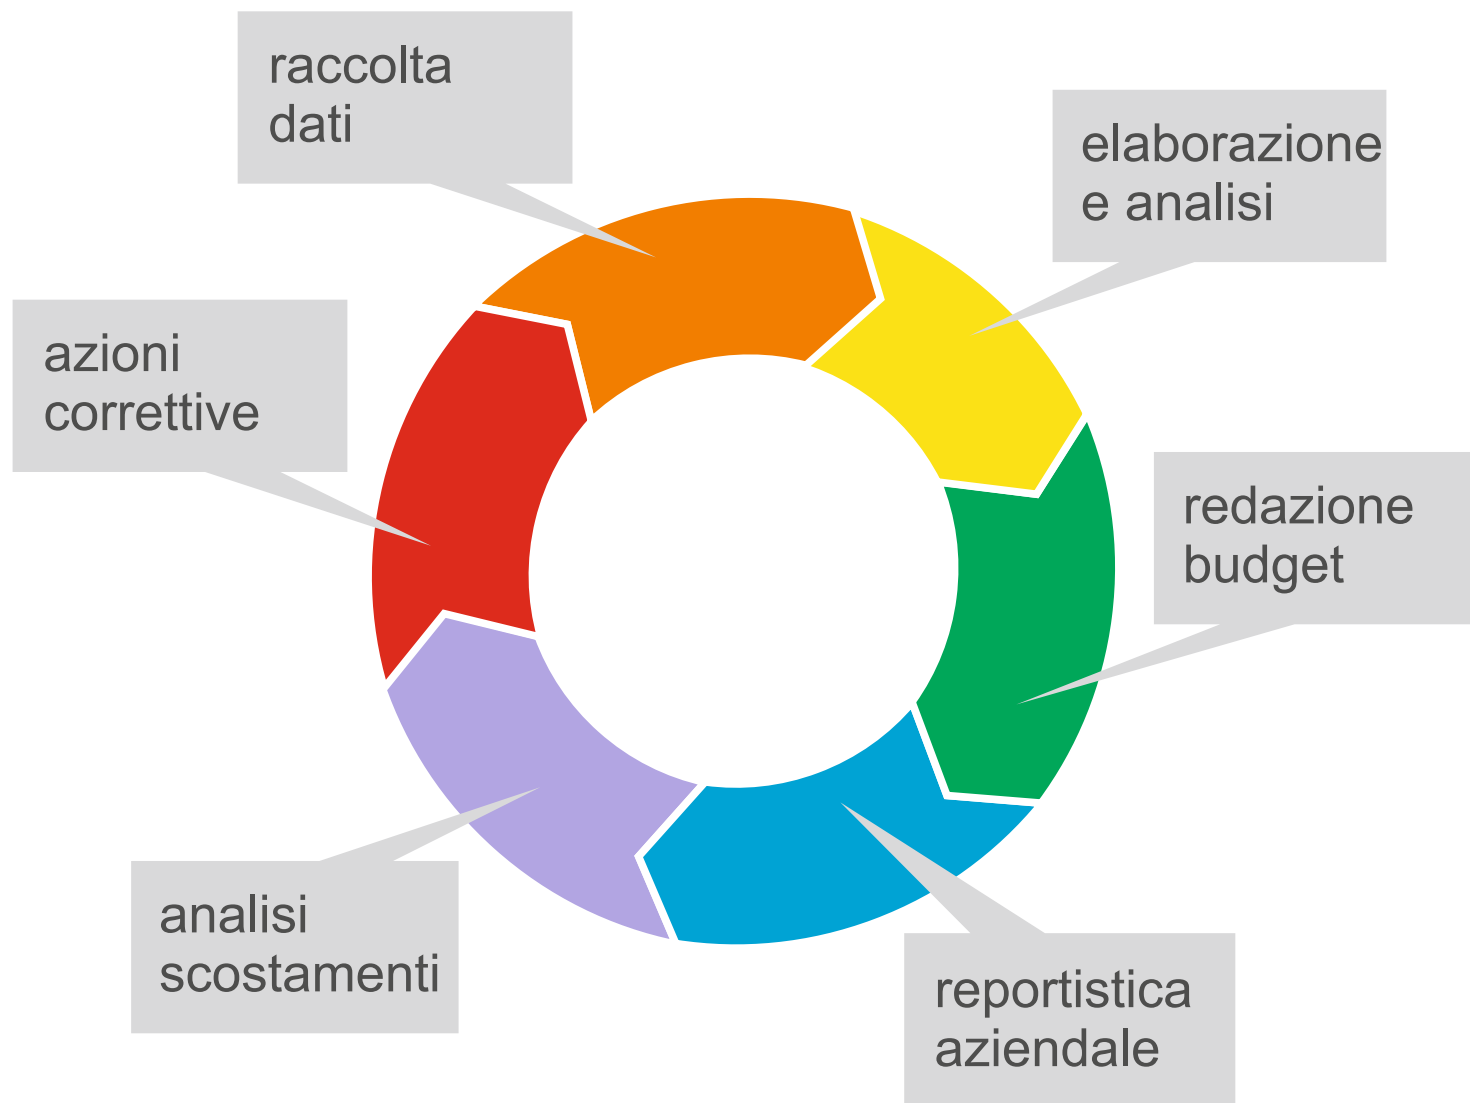 raccolta
dati
elaborazione
e analisi
redazione
budget
reportistica
aziendale
analisi
scostamenti
azioni
correttive